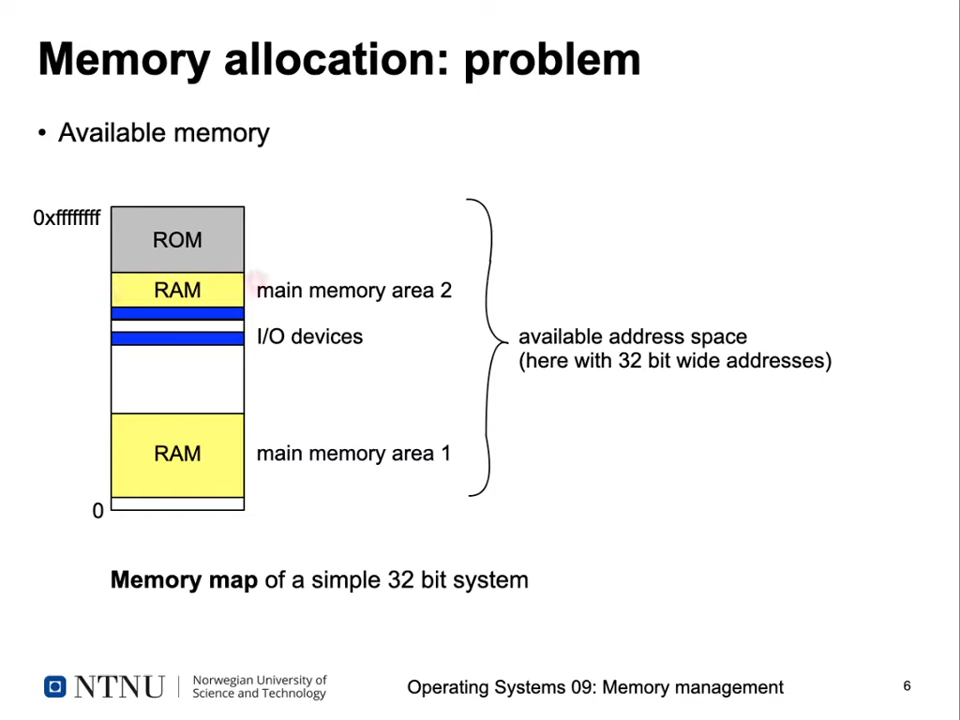 Memory allocation: problem
• Available memory
0xffffffff
ROM
RAM
main memory area 2
I/O devices
available address space
(here with 32 bit wide addresses)
RAM
main memory area 1
0
Memory map of a simple 32 bit system
NTNU
Norwegian University of
Science and Technology
Operating Systems 09: Memory management
6